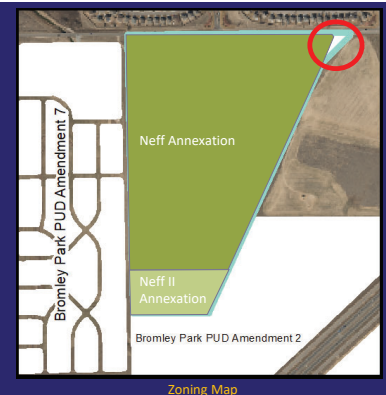 Neff Annexation
Bromley Park PUD Amendment 7
Neff II
Annexation
Bromley Park PUD Amendment 2
Zoning Map